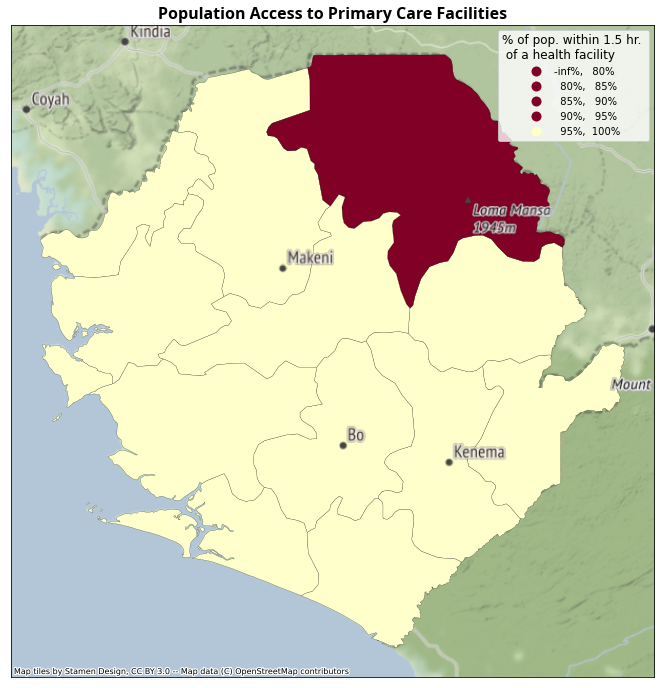 Population Access to Primary Care Facilities
Kindia
% of pop. within 1.5 hr.
of a health facility
-inf%, 80%
80%, 85%
85%, 90%
90%, 95%
95%, 100%
Coyah
Loma Mansa
1945m
Makeni
Mount
Bo
Kenema
Map tiles by Stamen Design, CC BY 3.0 -- Map data (C) OpenStreetMap contributors